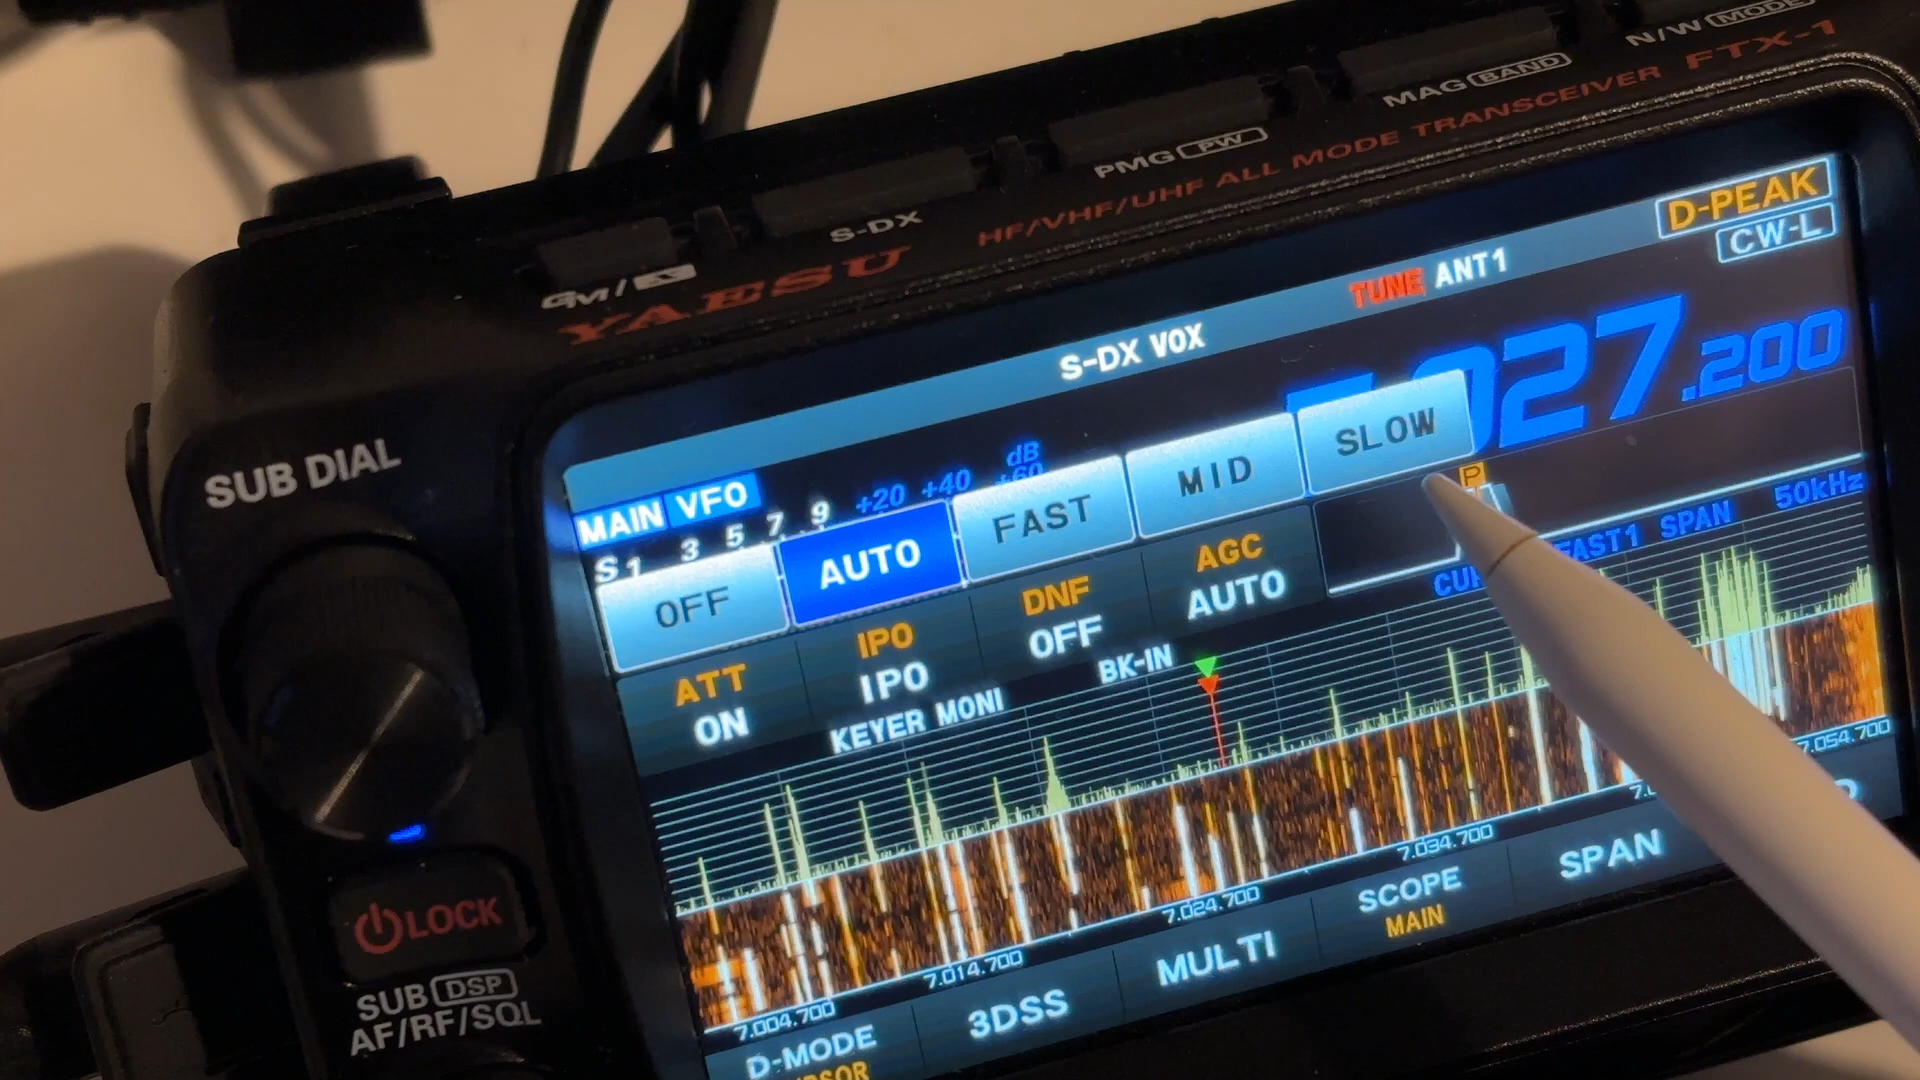 N/W MODE
MAG BAND
PMG PW
S-DX
GM/
YAESU HF/VHF/UHF ALL MODE TRANSCEIVER FTX-1
D-PEAK
CW-L
TUNE ANT1
S-DX VOX
027.200
MAIN VFO
S 1 3 5 7 9 +20 +40 +60 dB
OFF AUTO FAST MID SLOW
P
ATT ON
IPO IPO
DNF OFF
AGC AUTO
FAST1 SPAN 50kHz
KEYER MONI BK-IN
7.004.700 7.014.700 7.024.700 7.034.700 7.054.700
D-MODE
3DSS
MULTI
SCOPE
MAIN
SPAN
SUB DIAL
LOCK
SUB DSP
AF/RF/SQL